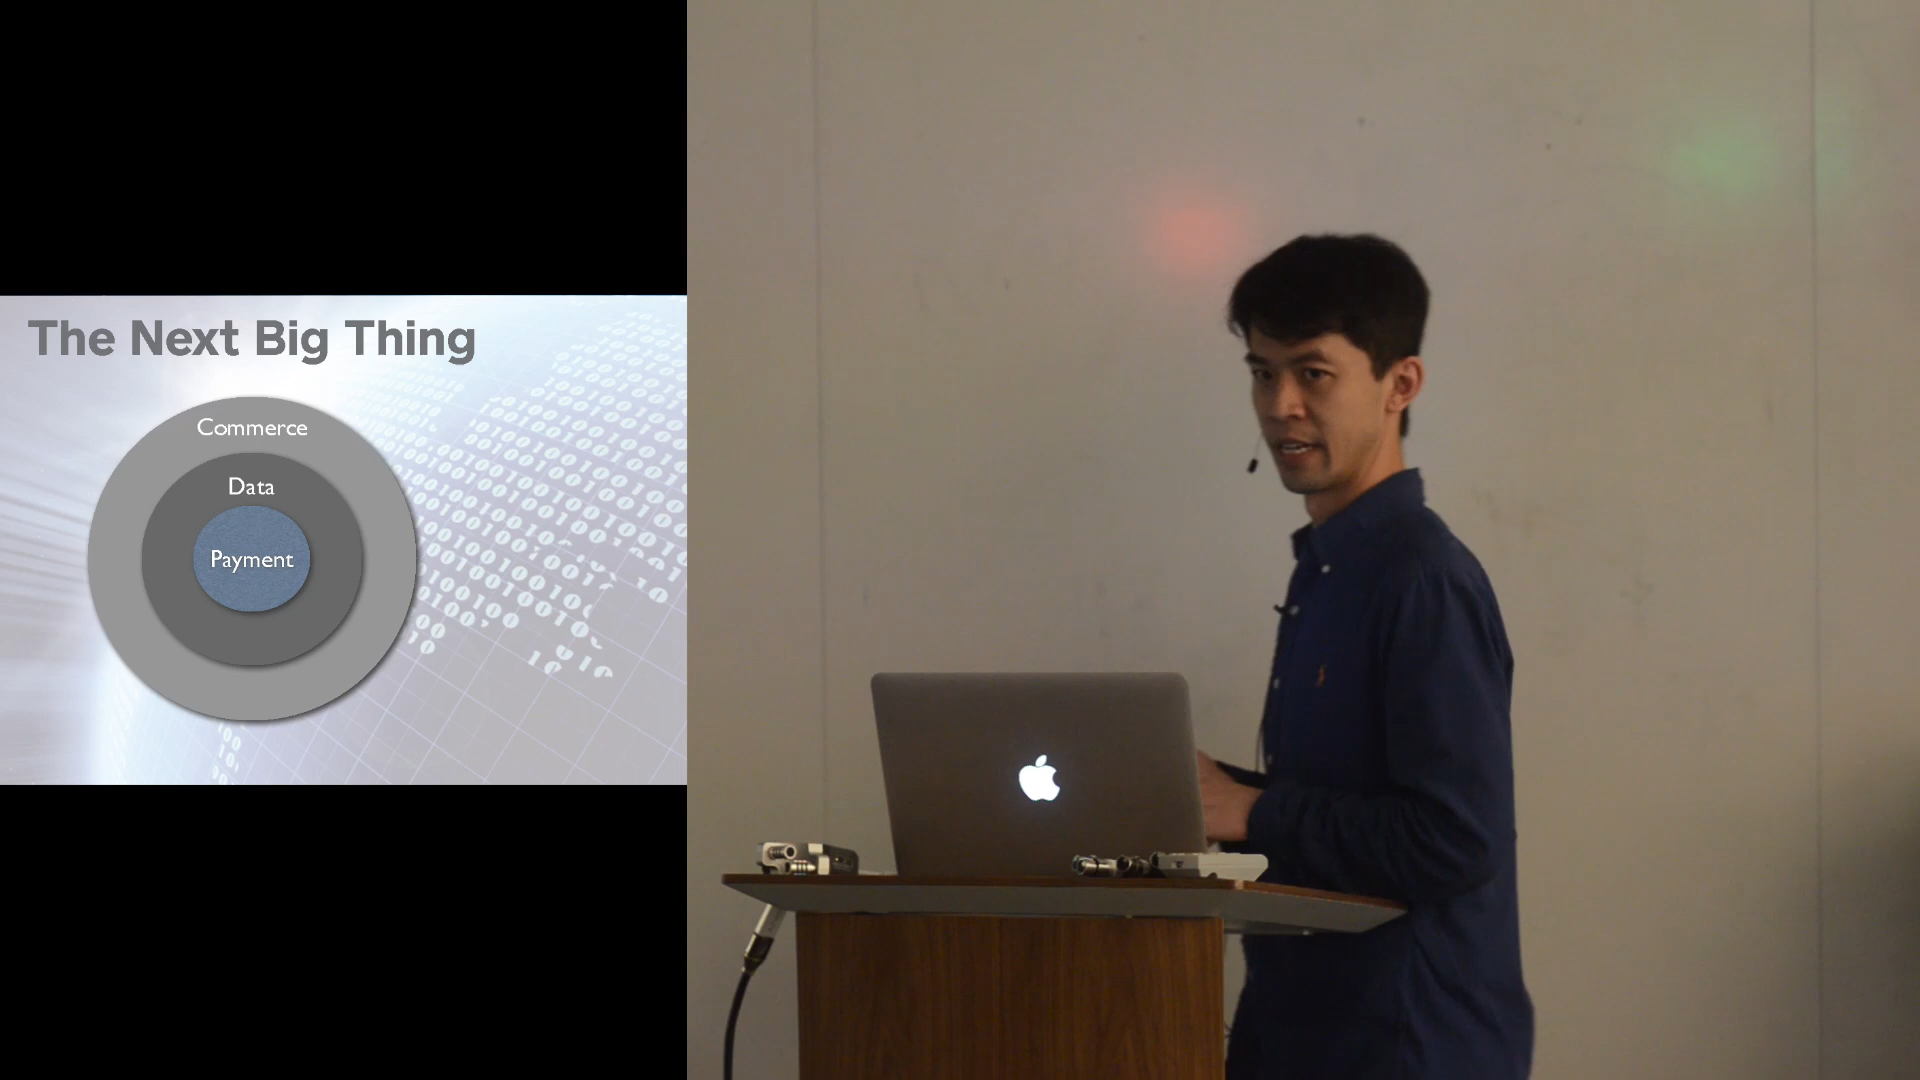 The Next Big Thing
Commerce
Data
Payment